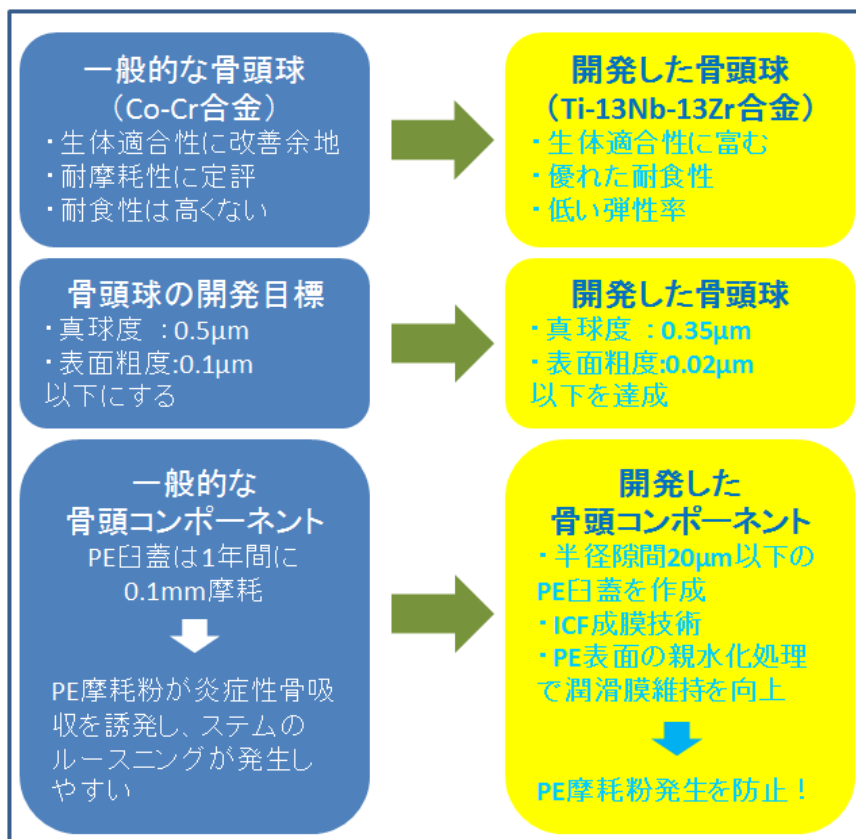 一般的な骨頭球
（Co-Cr合金）
・生体適合性に改善余地
・耐摩耗性に定評
・耐食性は高くない
開発した骨頭球
（Ti-13Nb-13Zr合金）
・生体適合性に富む
・優れた耐食性
・低い弾性率
骨頭球の開発目標
・真球度 ：0.5μm
・表面粗度:0.1μm
以下にする
開発した骨頭球
・真球度 ：0.35μm
・表面粗度:0.02μm
以下を達成
一般的な
骨頭コンポーネント
PE臼蓋は1年間に
0.1mm摩耗
PE摩耗粉が炎症性骨吸
収を誘発し、ステムの
ルースニングが発生し
やすい
開発した
骨頭コンポーネント
・半径隙間20μm以下の
PE臼蓋を作成
・ICF成膜技術
・PE表面の親水化処理
で潤滑膜維持を向上
PE摩耗粉発生を防止！